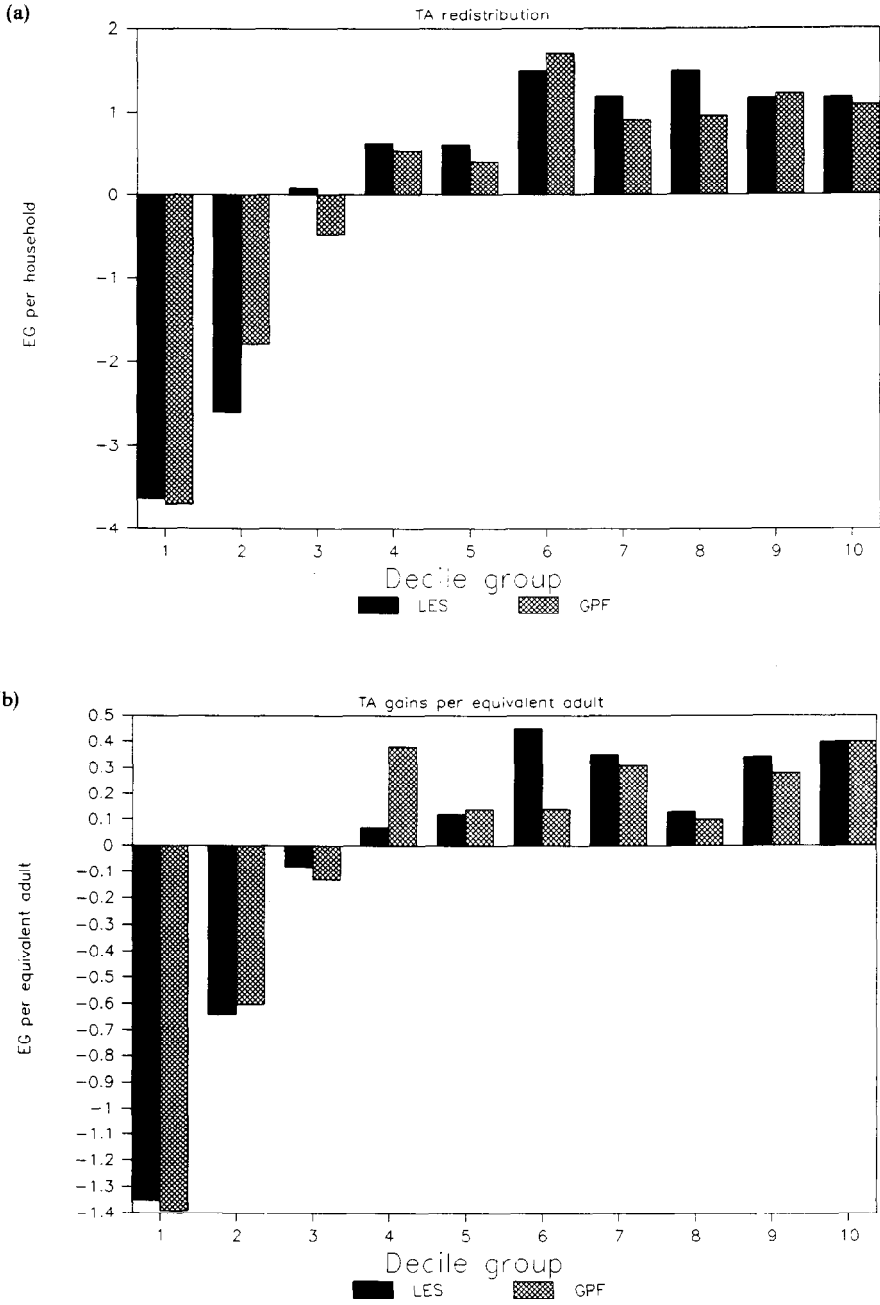 (a)
TA redistribution
2
1
0
-1
-2
-3
-4
EG per household
1 2 3 4 5 6 7 8 9 10
Decile group
LES GPF
b)
TA gains per equivalent adult
0.5
0.4
0.3
0.2
0.1
0
-0.1
-0.2
-0.3
-0.4
-0.5
-0.6
-0.7
-0.8
-0.9
-1
-1.1
-1.2
-1.3
-1.4
EG per equivalent adult
1 2 3 4 5 6 7 8 9 10
Decile group
LES GPF